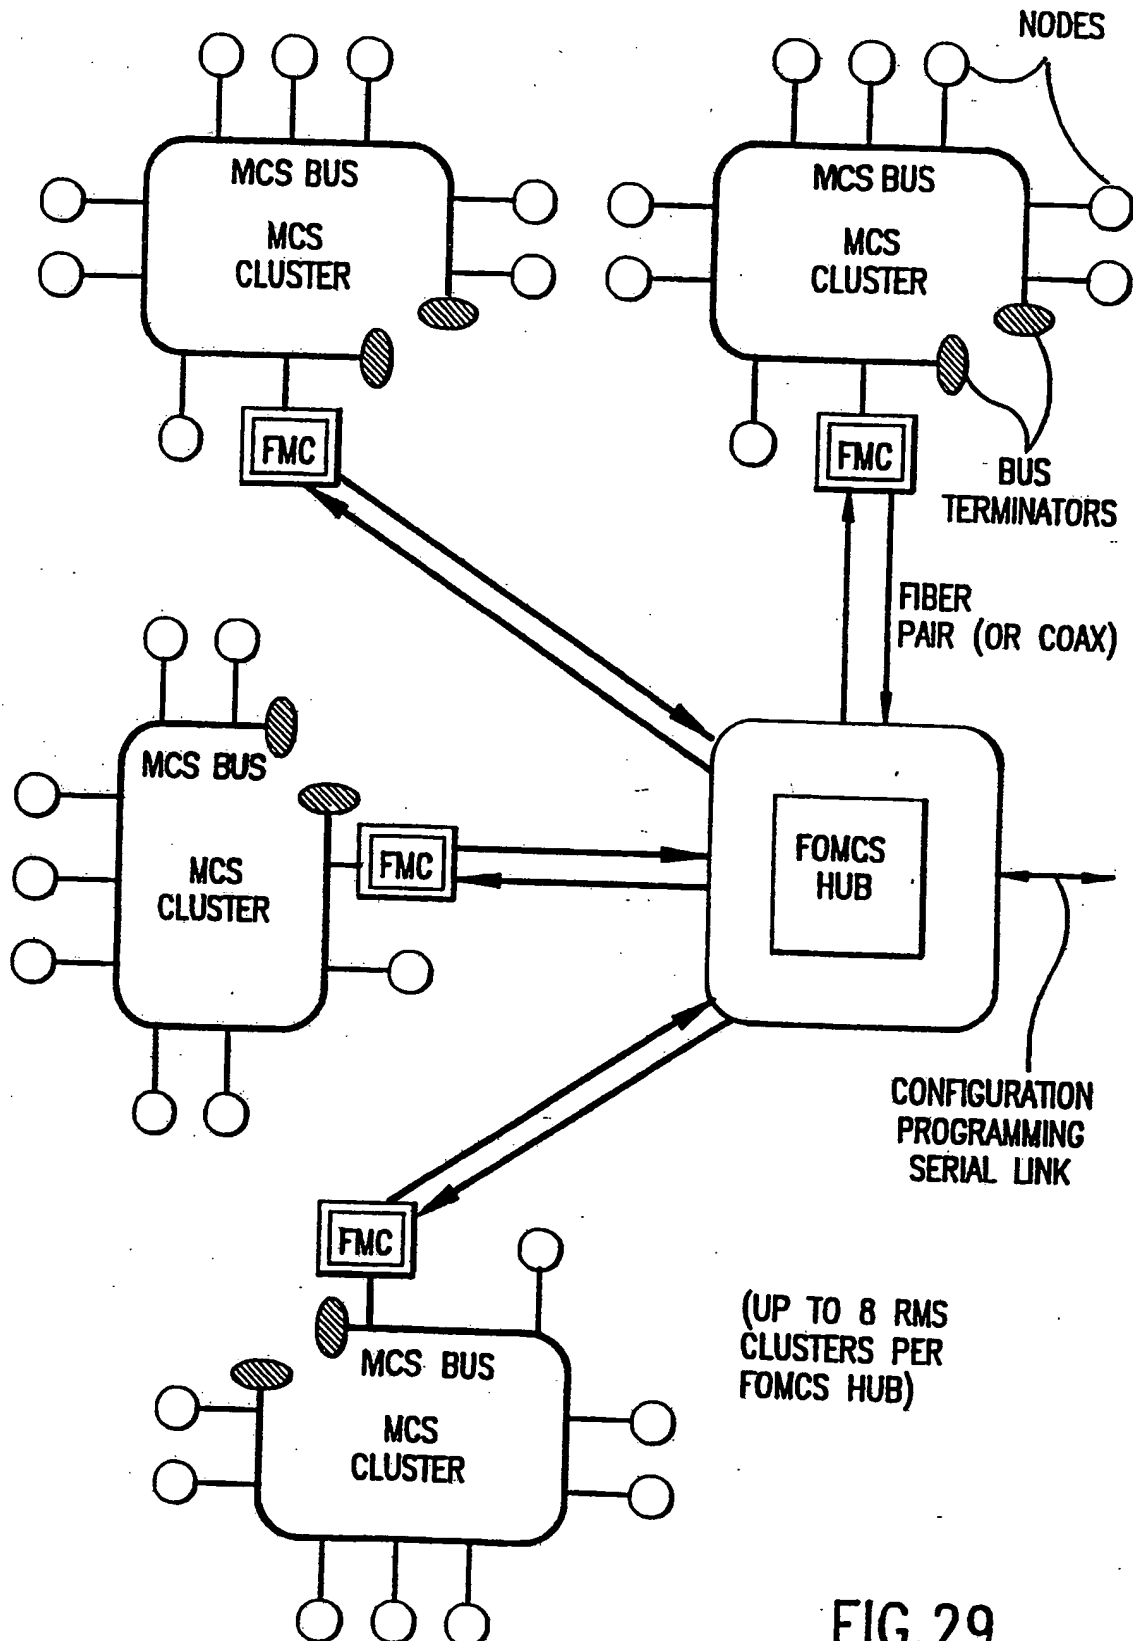 NODES
MCS BUS
MCS
CLUSTER
MCS BUS
MCS
CLUSTER
FMC
FMC
BUS
TERMINATORS
FIBER
PAIR (OR COAX)
MCS BUS
MCS
CLUSTER
FMC
FOMCS
HUB
CONFIGURATION
PROGRAMMING
SERIAL LINK
FMC
MCS BUS
MCS
CLUSTER
(UP TO 8 RMS
CLUSTERS PER
FOMCS HUB)
FIG.29